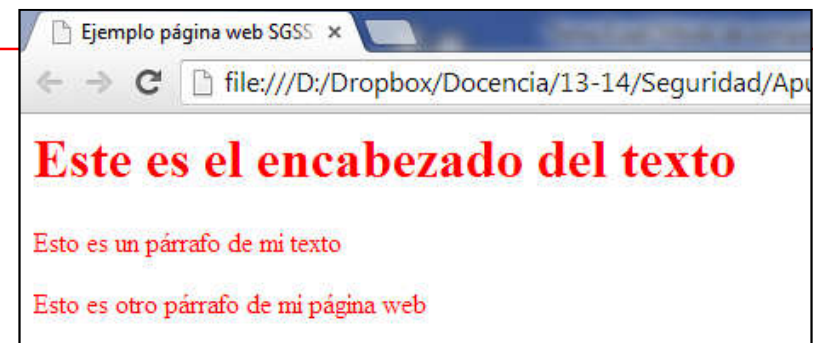 Ejemplo página web SGSS
file:///D:/Dropbox/Docencia/13-14/Seguridad/Apu
Este es el encabezado del texto
Esto es un párrafo de mi texto
Esto es otro párrafo de mi página web